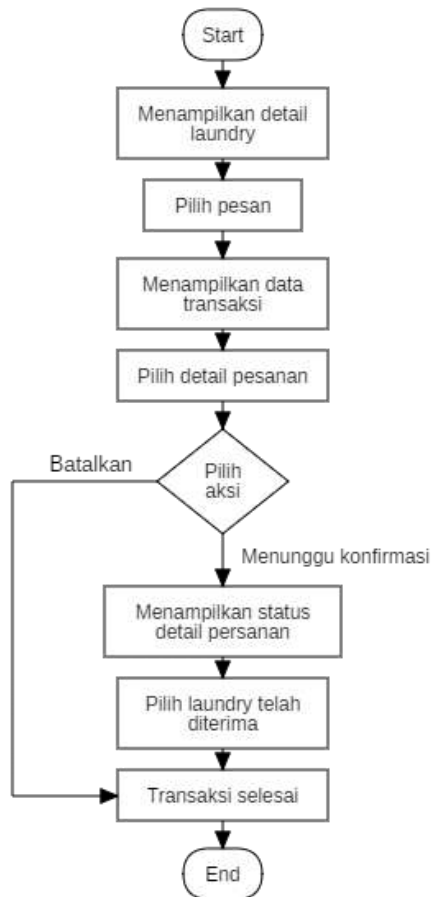 Start
Menampilkan detail
laundry
Pilih pesan
Menampilkan data
transaksi
Pilih detail pesanan
Batalkan
Pilih
aksi
Menunggu konfirmasi
Menampilkan status
detail persanan
Pilih laundry telah
diterima
Transaksi selesai
End